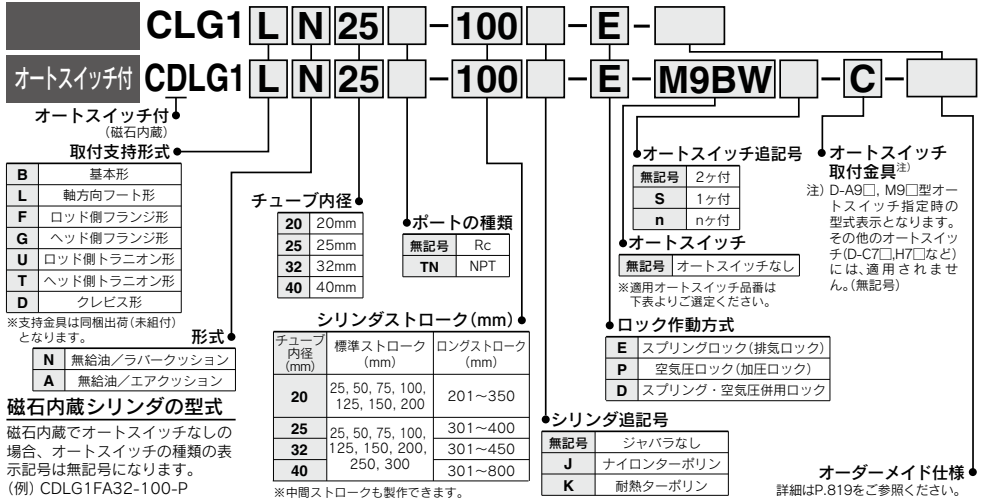 CLG1 L N 25 － 100 － E －
オートスイッチ付 CDLG1 L N 25 － 100 － E － M9BW － C －
オートスイッチ付
(磁石内蔵)
取付支持形式
B 基本形
L 軸方向フート形
F ロッド側フランジ形
G ヘッド側フランジ形
U ロッド側トラニオン形
T ヘッド側トラニオン形
D クレビス形
※支持金具は同梱出荷(未組付)
となります。
形式
N 無給油／ラバークッション
A 無給油／エアクッション
磁石内蔵シリンダの型式
磁石内蔵でオートスイッチなしの
場合、オートスイッチの種類の表
示記号は無記号になります。
(例) CDLG1FA32-100-P
チューブ内径
20 20mm
25 25mm
32 32mm
40 40mm
ポートの種類
無記号 Rc
TN NPT
シリンダストローク(mm)
チューブ
内径
(mm)
標準ストローク
(mm)
ロングストローク
(mm)
20 25, 50, 75, 100, 125, 150, 200 201～350
25 25, 50, 75, 100, 301～400
32 125, 150, 200, 301～450
40 250, 300 301～800
※中間ストロークも製作できます。
オートスイッチ追記号
無記号 2ヶ付
S 1ヶ付
n nヶ付
オートスイッチ
無記号 オートスイッチなし
※適用オートスイッチ品番は
下表よりご選定ください。
ロック作動方式
E スプリングロック(排気ロック)
P 空気圧ロック(加圧ロック)
D スプリング・空気圧併用ロック
シリンダ追記号
無記号 ジャバラなし
J ナイロンターポリン
K 耐熱ターポリン
オートスイッチ
取付金具注)
注) D-A9□, M9□型オー
トスイッチ指定時の
型式表示となります。
その他のオートスイッ
チ(D-C7□,H7□など)
には、適用されませ
ん。(無記号)
オーダーメイド仕様
詳細はP.819をご参照ください。